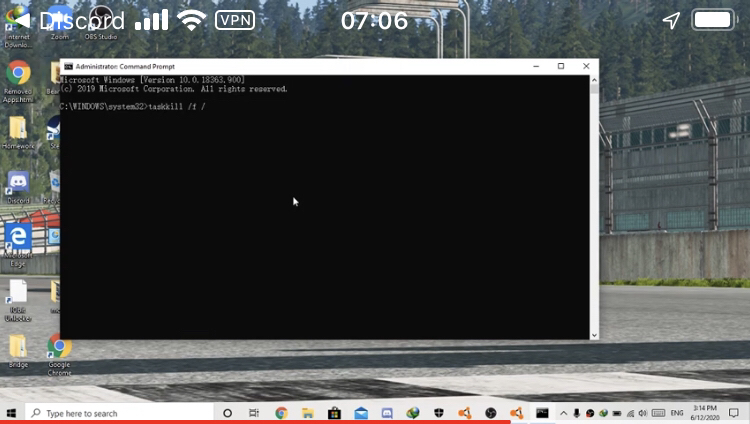 Discord
VPN
07:06
Internet
Downlo...
Zoom
OBS Studio
Administrator: Command Prompt
Microsoft Windows [Version 10.0.18363.900]
(c) 2019 Microsoft Corporation. All rights reserved.
C:\WINDOWS\system32>taskkill /f /
Removed
Apps.html
Homework
Discord
Microsoft
Edge
IObit
Unlocker
Bridge
Google
Chrome
Type here to search
ENG
3:14 PM
6/12/2020